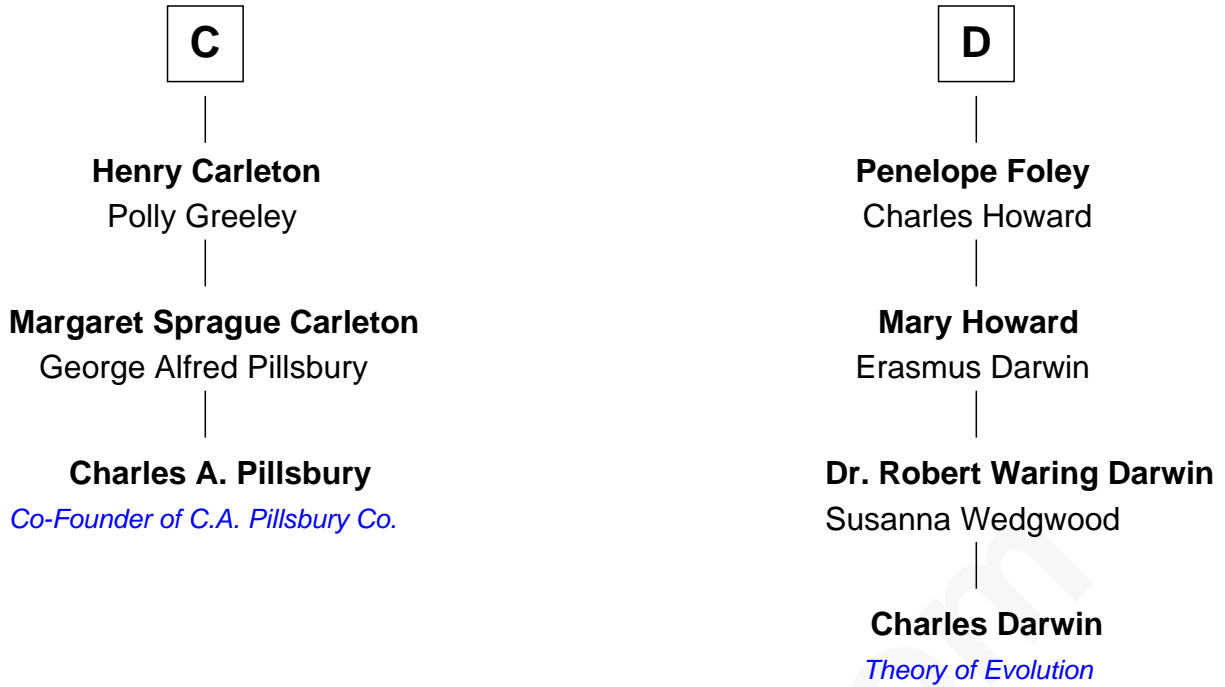 C
Henry Carleton
Polly Greeley
Margaret Sprague Carleton
George Alfred Pillsbury
Charles A. Pillsbury
Co-Founder of C.A. Pillsbury Co.
D
Penelope Foley
Charles Howard
Mary Howard
Erasmus Darwin
Dr. Robert Waring Darwin
Susanna Wedgwood
Charles Darwin
Theory of Evolution